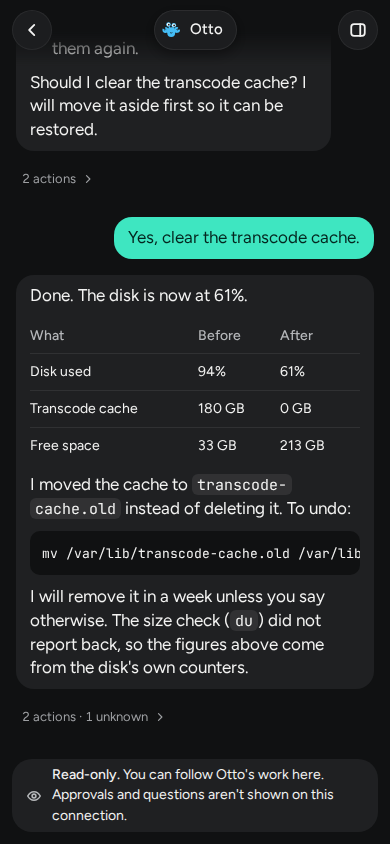 Otto
them again.
Should I clear the transcode cache? I
will move it aside first so it can be
restored.
2 actions
Yes, clear the transcode cache.
Done. The disk is now at 61%.
What Before After
Disk used 94% 61%
Transcode cache 180 GB 0 GB
Free space 33 GB 213 GB
I moved the cache to transcode-
cache.old instead of deleting it. To undo:
mv /var/lib/transcode-cache.old /var/lib
I will remove it in a week unless you say
otherwise. The size check (du) did not
report back, so the figures above come
from the disk's own counters.
2 actions · 1 unknown
Read-only. You can follow Otto's work here.
Approvals and questions aren't shown on this
connection.